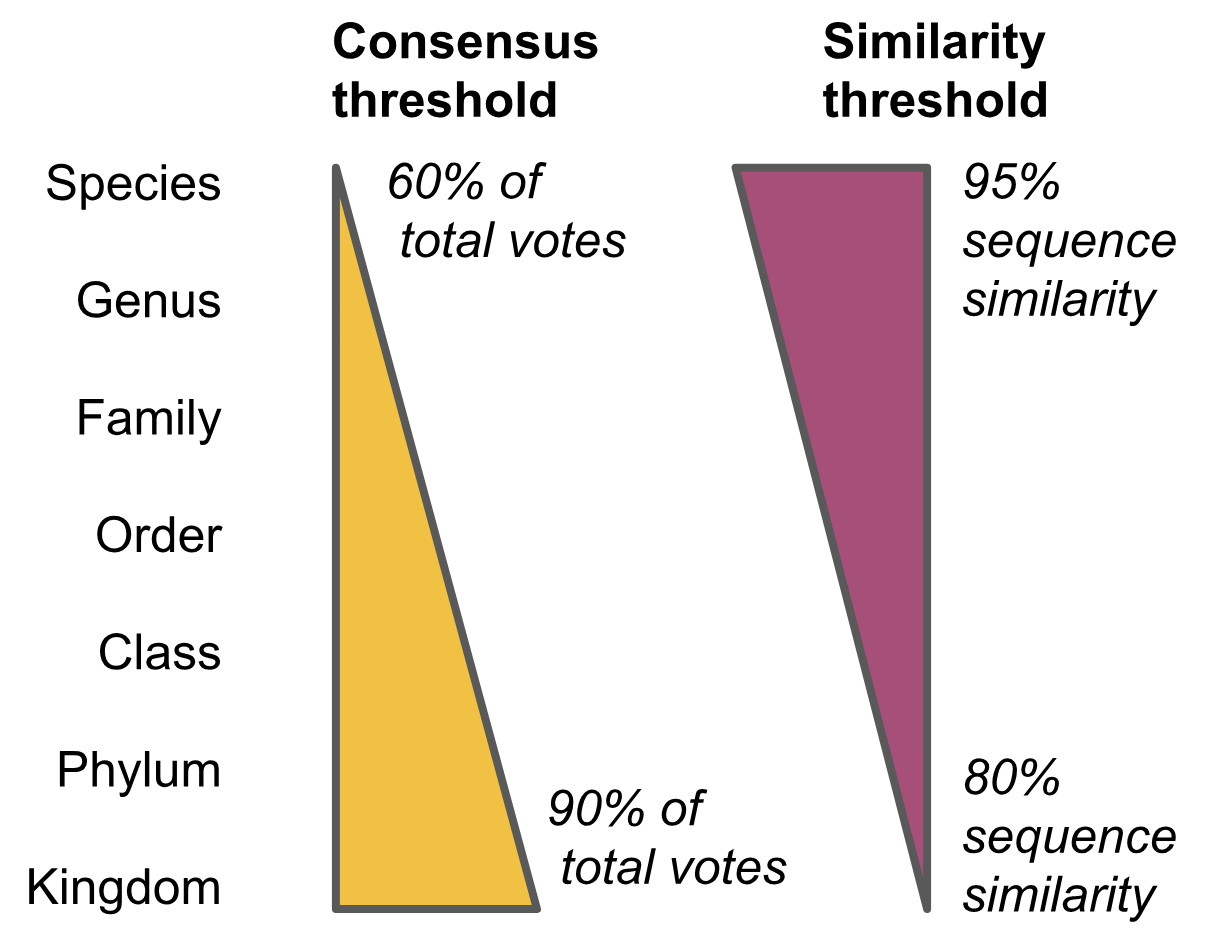 Consensus
threshold
Similarity
threshold
Species
60% of
total votes
95%
sequence
similarity
Genus
Family
Order
Class
Phylum
90% of
total votes
80%
sequence
similarity
Kingdom